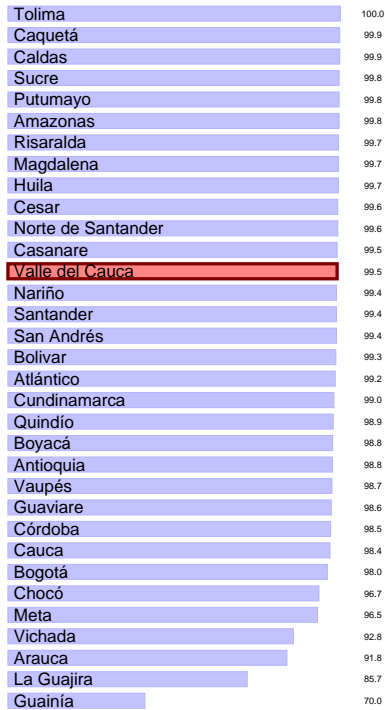 Tolima 100.0
Caquetá 99.9
Caldas 99.9
Sucre 99.8
Putumayo 99.8
Amazonas 99.8
Risaralda 99.7
Magdalena 99.7
Huila 99.7
Cesar 99.6
Norte de Santander 99.6
Casanare 99.5
Valle del Cauca 99.5
Nariño 99.4
Santander 99.4
San Andrés 99.4
Bolivar 99.3
Atlántico 99.2
Cundinamarca 99.0
Quindío 98.9
Boyacá 98.8
Antioquia 98.8
Vaupés 98.7
Guaviare 98.6
Córdoba 98.5
Cauca 98.4
Bogotá 98.0
Chocó 96.7
Meta 96.5
Vichada 92.8
Arauca 91.8
La Guajira 85.7
Guainía 70.0